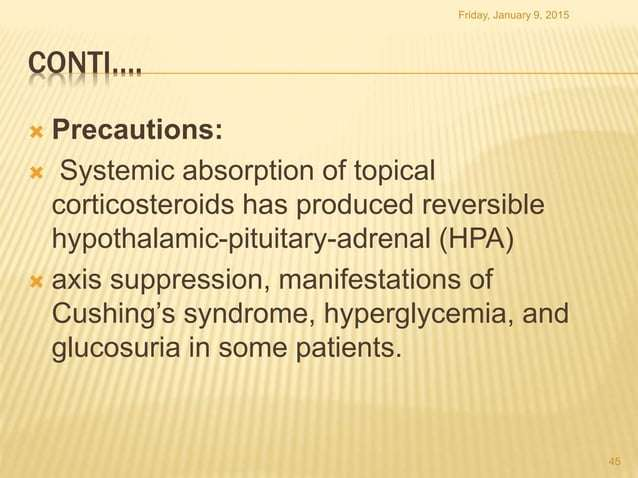 Friday, January 9, 2015
CONTI....
Precautions:
Systemic absorption of topical
corticosteroids has produced reversible
hypothalamic-pituitary-adrenal (HPA)
axis suppression, manifestations of
Cushing’s syndrome, hyperglycemia, and
glucosuria in some patients.
45